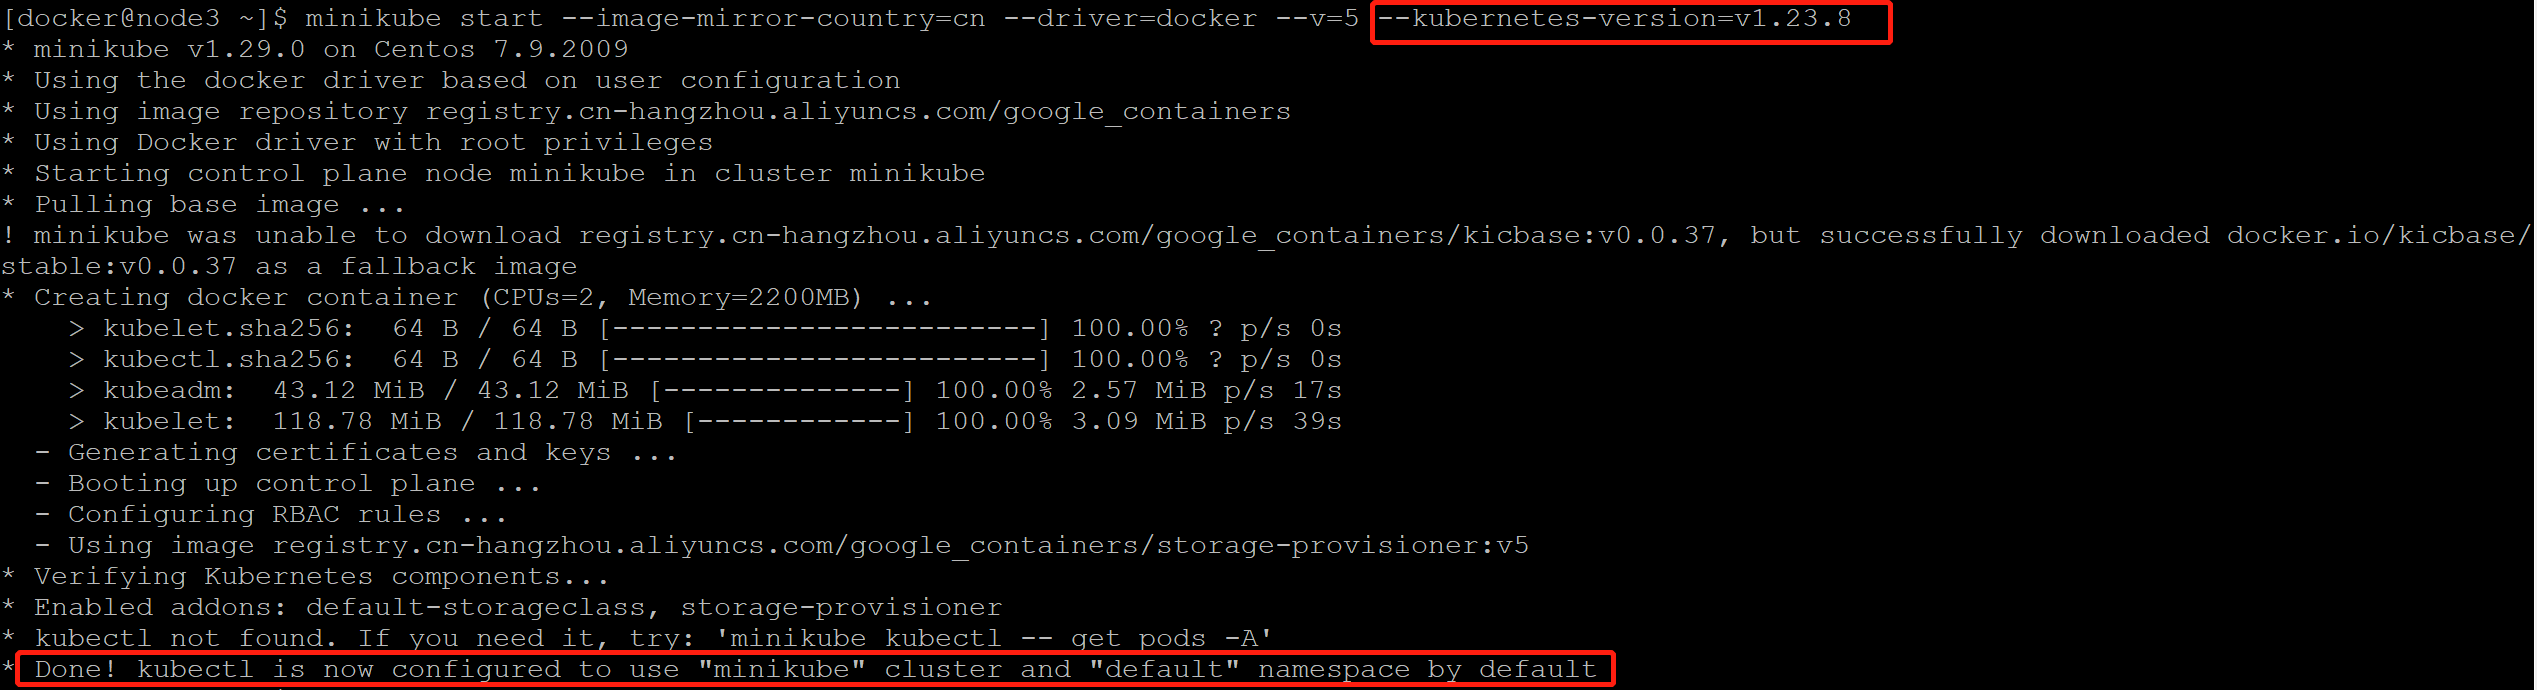 [docker@node3 ~]$ minikube start --image-mirror-country=cn --driver=docker --v=5 --kubernetes-version=v1.23.8
* minikube v1.29.0 on Centos 7.9.2009
* Using the docker driver based on user configuration
* Using image repository registry.cn-hangzhou.aliyuncs.com/google_containers
* Using Docker driver with root privileges
* Starting control plane node minikube in cluster minikube
* Pulling base image ...
! minikube was unable to download registry.cn-hangzhou.aliyuncs.com/google_containers/kicbase:v0.0.37, but successfully downloaded docker.io/kicbase/
stable:v0.0.37 as a fallback image
* Creating docker container (CPUs=2, Memory=2200MB) ...
    > kubelet.sha256:  64 B / 64 B [-------------------------] 100.00% ? p/s 0s
    > kubectl.sha256:  64 B / 64 B [-------------------------] 100.00% ? p/s 0s
    > kubeadm:  43.12 MiB / 43.12 MiB [--------------] 100.00% 2.57 MiB p/s 17s
    > kubelet:  118.78 MiB / 118.78 MiB [------------] 100.00% 3.09 MiB p/s 39s
  - Generating certificates and keys ...
  - Booting up control plane ...
  - Configuring RBAC rules ...
  - Using image registry.cn-hangzhou.aliyuncs.com/google_containers/storage-provisioner:v5
* Verifying Kubernetes components...
* Enabled addons: default-storageclass, storage-provisioner
* kubectl not found. If you need it, try: 'minikube kubectl -- get pods -A'
* Done! kubectl is now configured to use "minikube" cluster and "default" namespace by default